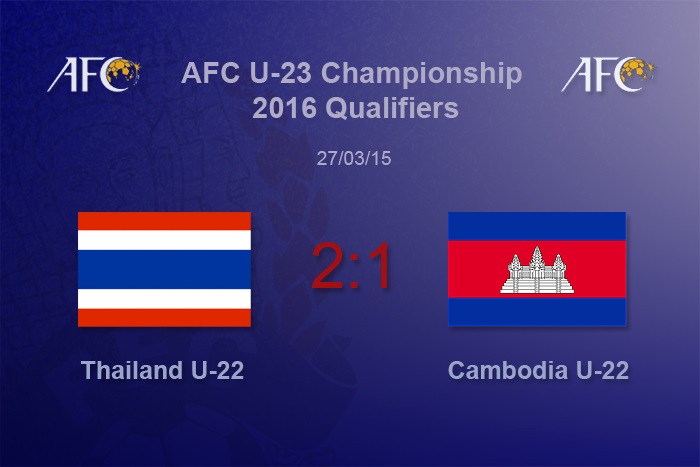 AFC
AFC
AFC U-23 Championship
2016 Qualifiers
27/03/15
2:1
Thailand U-22
Cambodia U-22